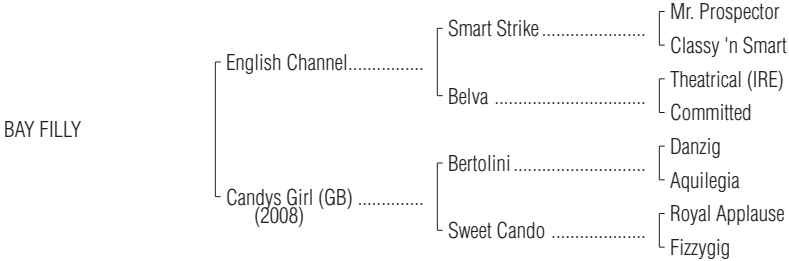 Mr. Prospector
Smart Strike......................
Classy 'n Smart
English Channel................
Theatrical (IRE)
Belva ................................
Committed
BAY FILLY
Danzig
Bertolini............................
Aquilegia
Candys Girl (GB) ..............
(2008)
Royal Applause
Sweet Cando ....................
Fizzygig